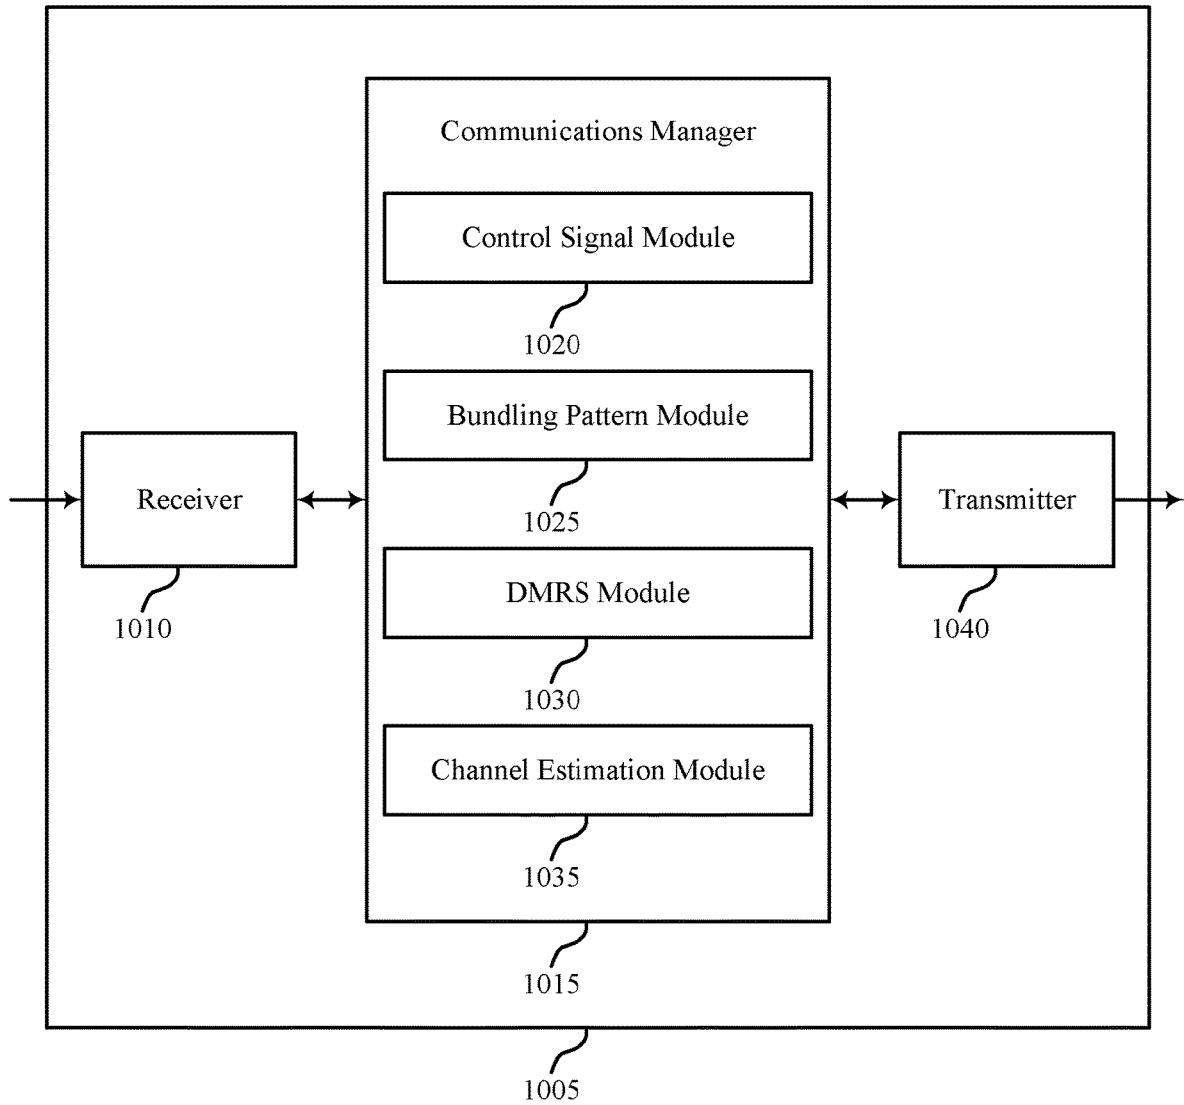 Communications Manager
Control Signal Module
1020
Bundling Pattern Module
1025
Receiver
1010
Transmitter
1040
DMRS Module
1030
Channel Estimation Module
1035
1015
1005